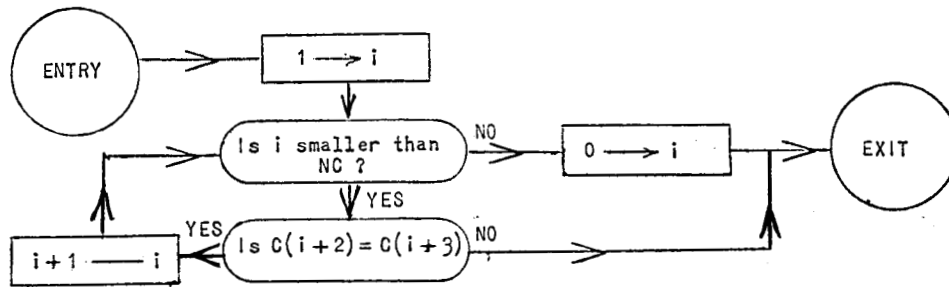 ENTRY
1 → i
Is i smaller than
NC ?
NO
0 → i
EXIT
YES
YES
Is C(i+2) = C(i+3)
NO
i+1 — i